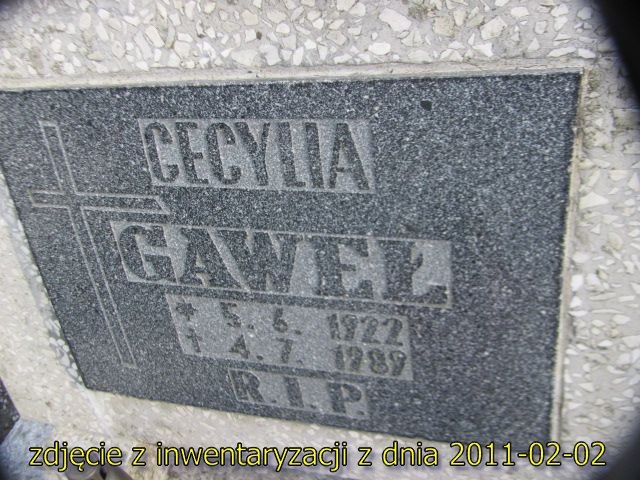 CECYLIA
GAWEŁ
* 5. 6. 1922
† 4. 7. 1989
R.I.P.
zdjęcie z inwentaryzacji z dnia 2011-02-02